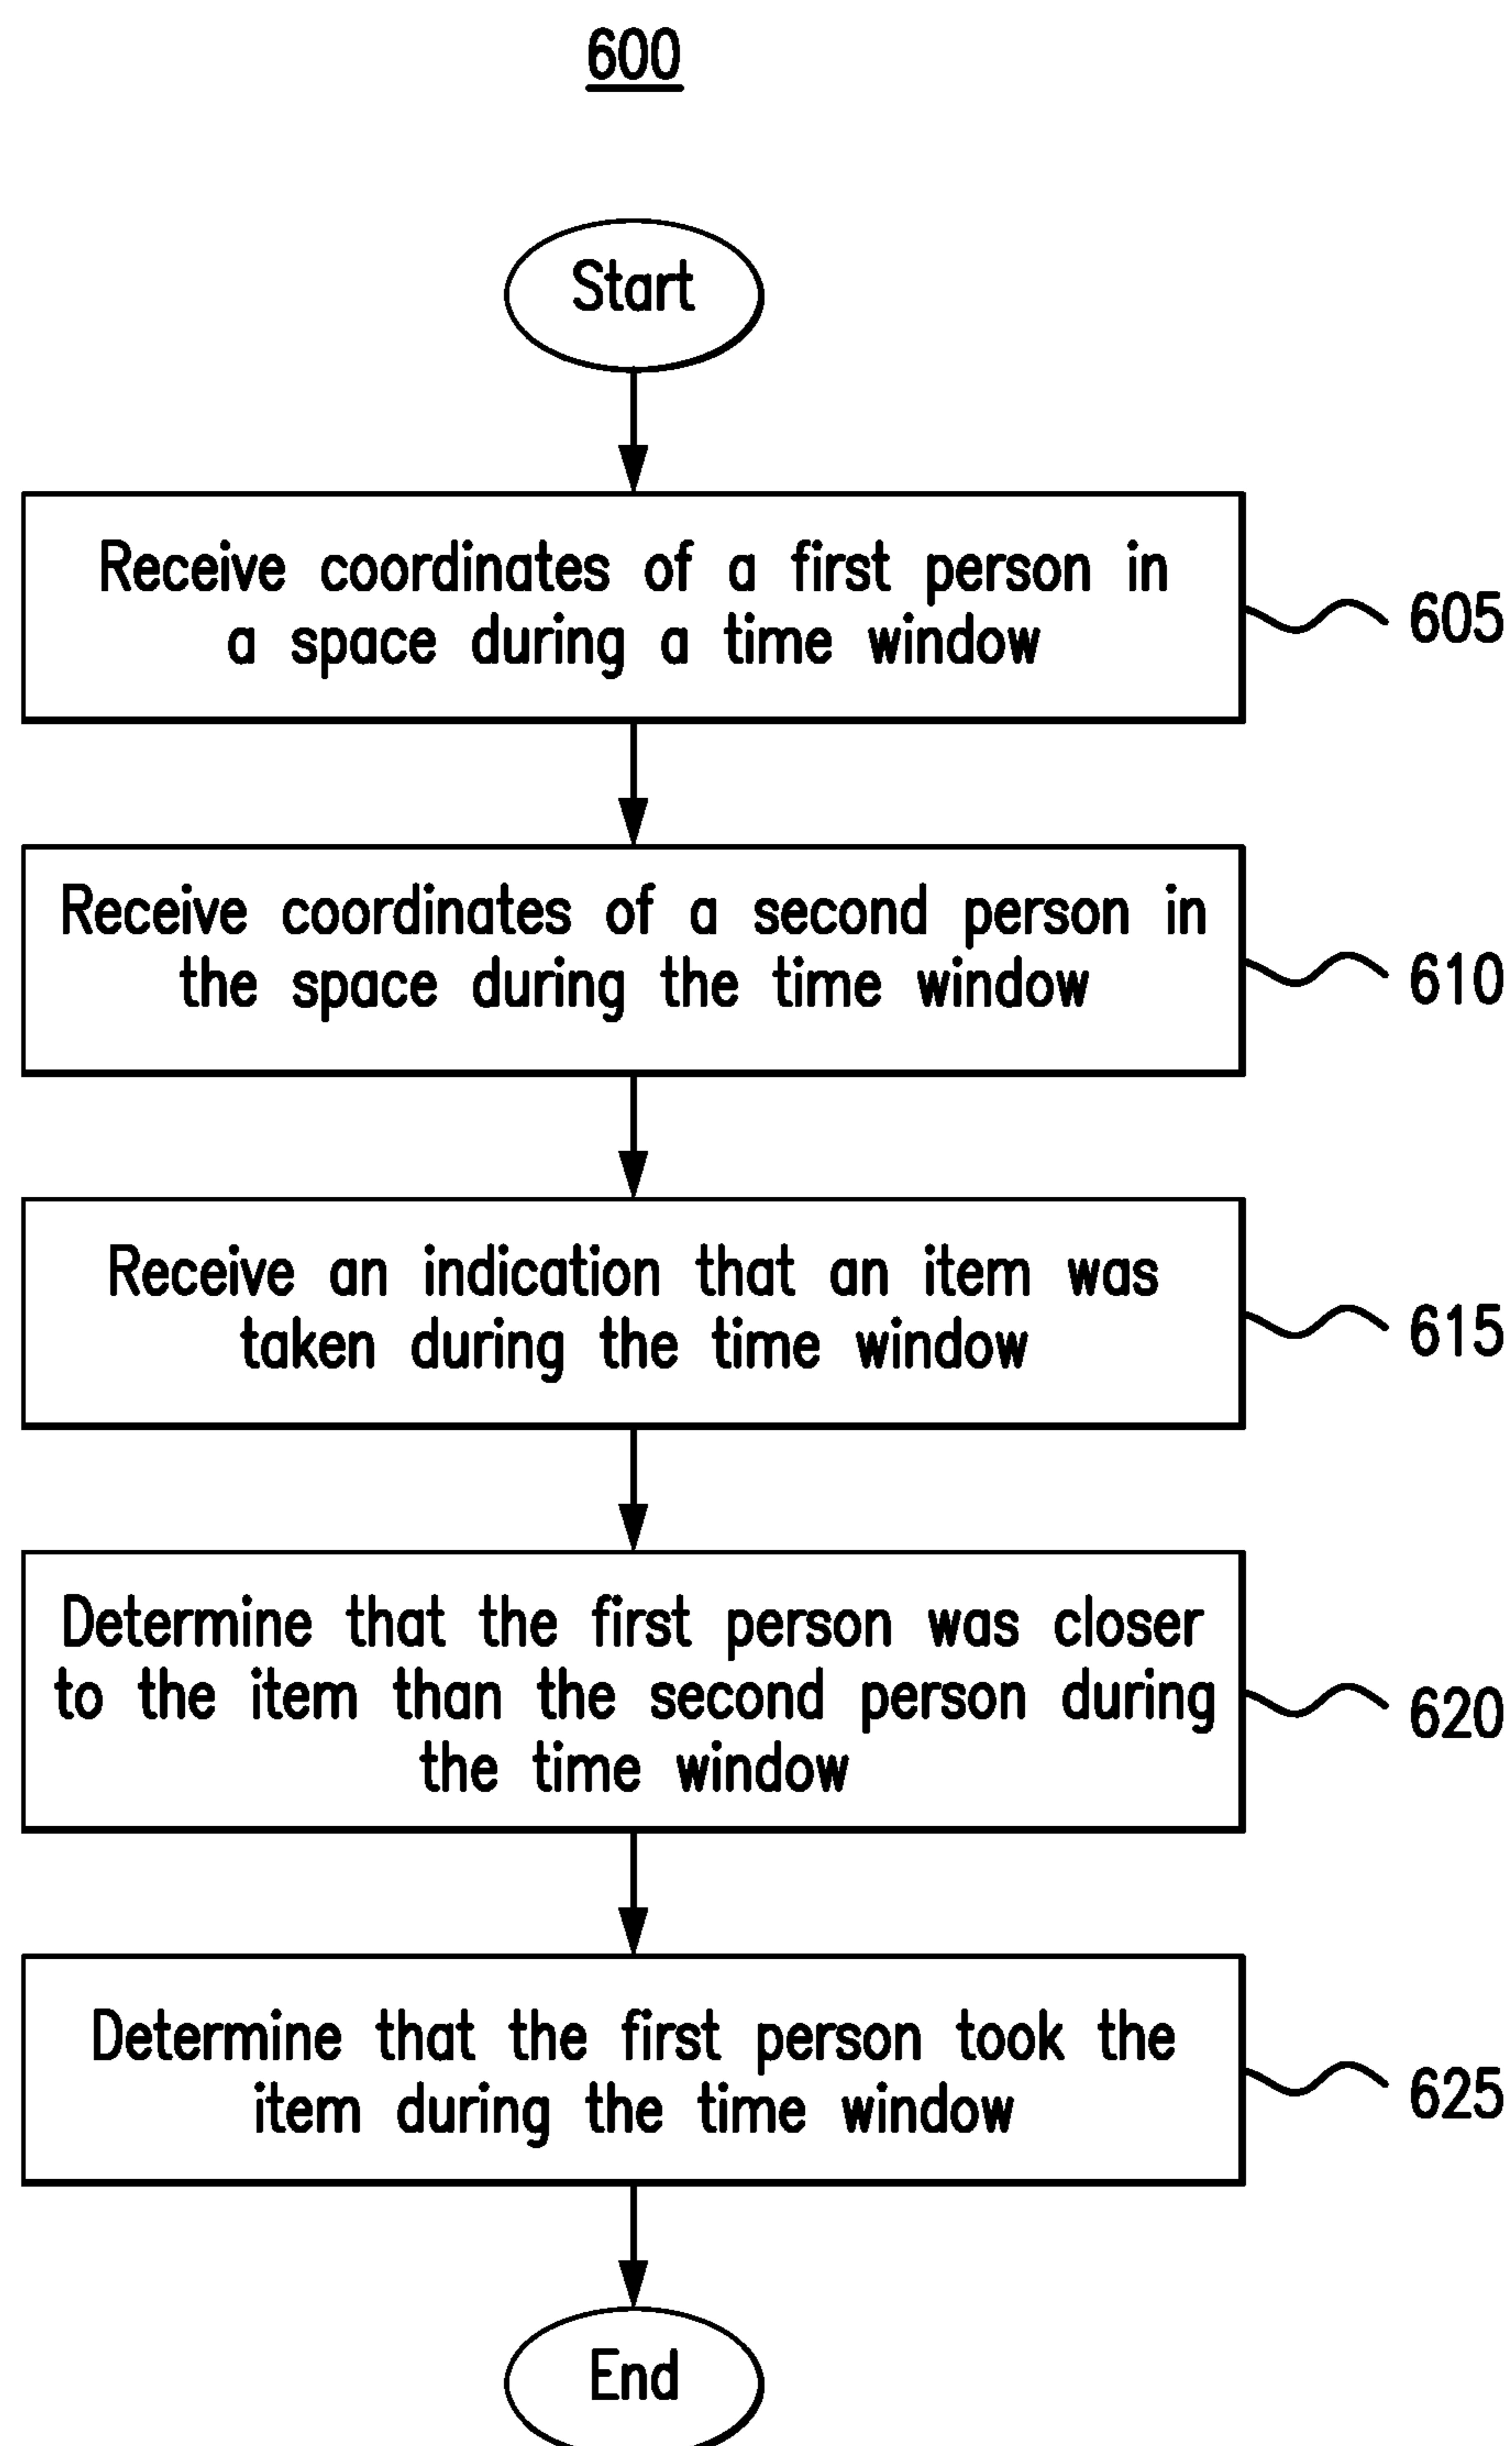 600
Start
Receive coordinates of a first person in
a space during a time window
605
Receive coordinates of a second person in
the space during the time window
610
Receive an indication that an item was
taken during the time window
615
Determine that the first person was closer
to the item than the second person during
the time window
620
Determine that the first person took the
item during the time window
625
End